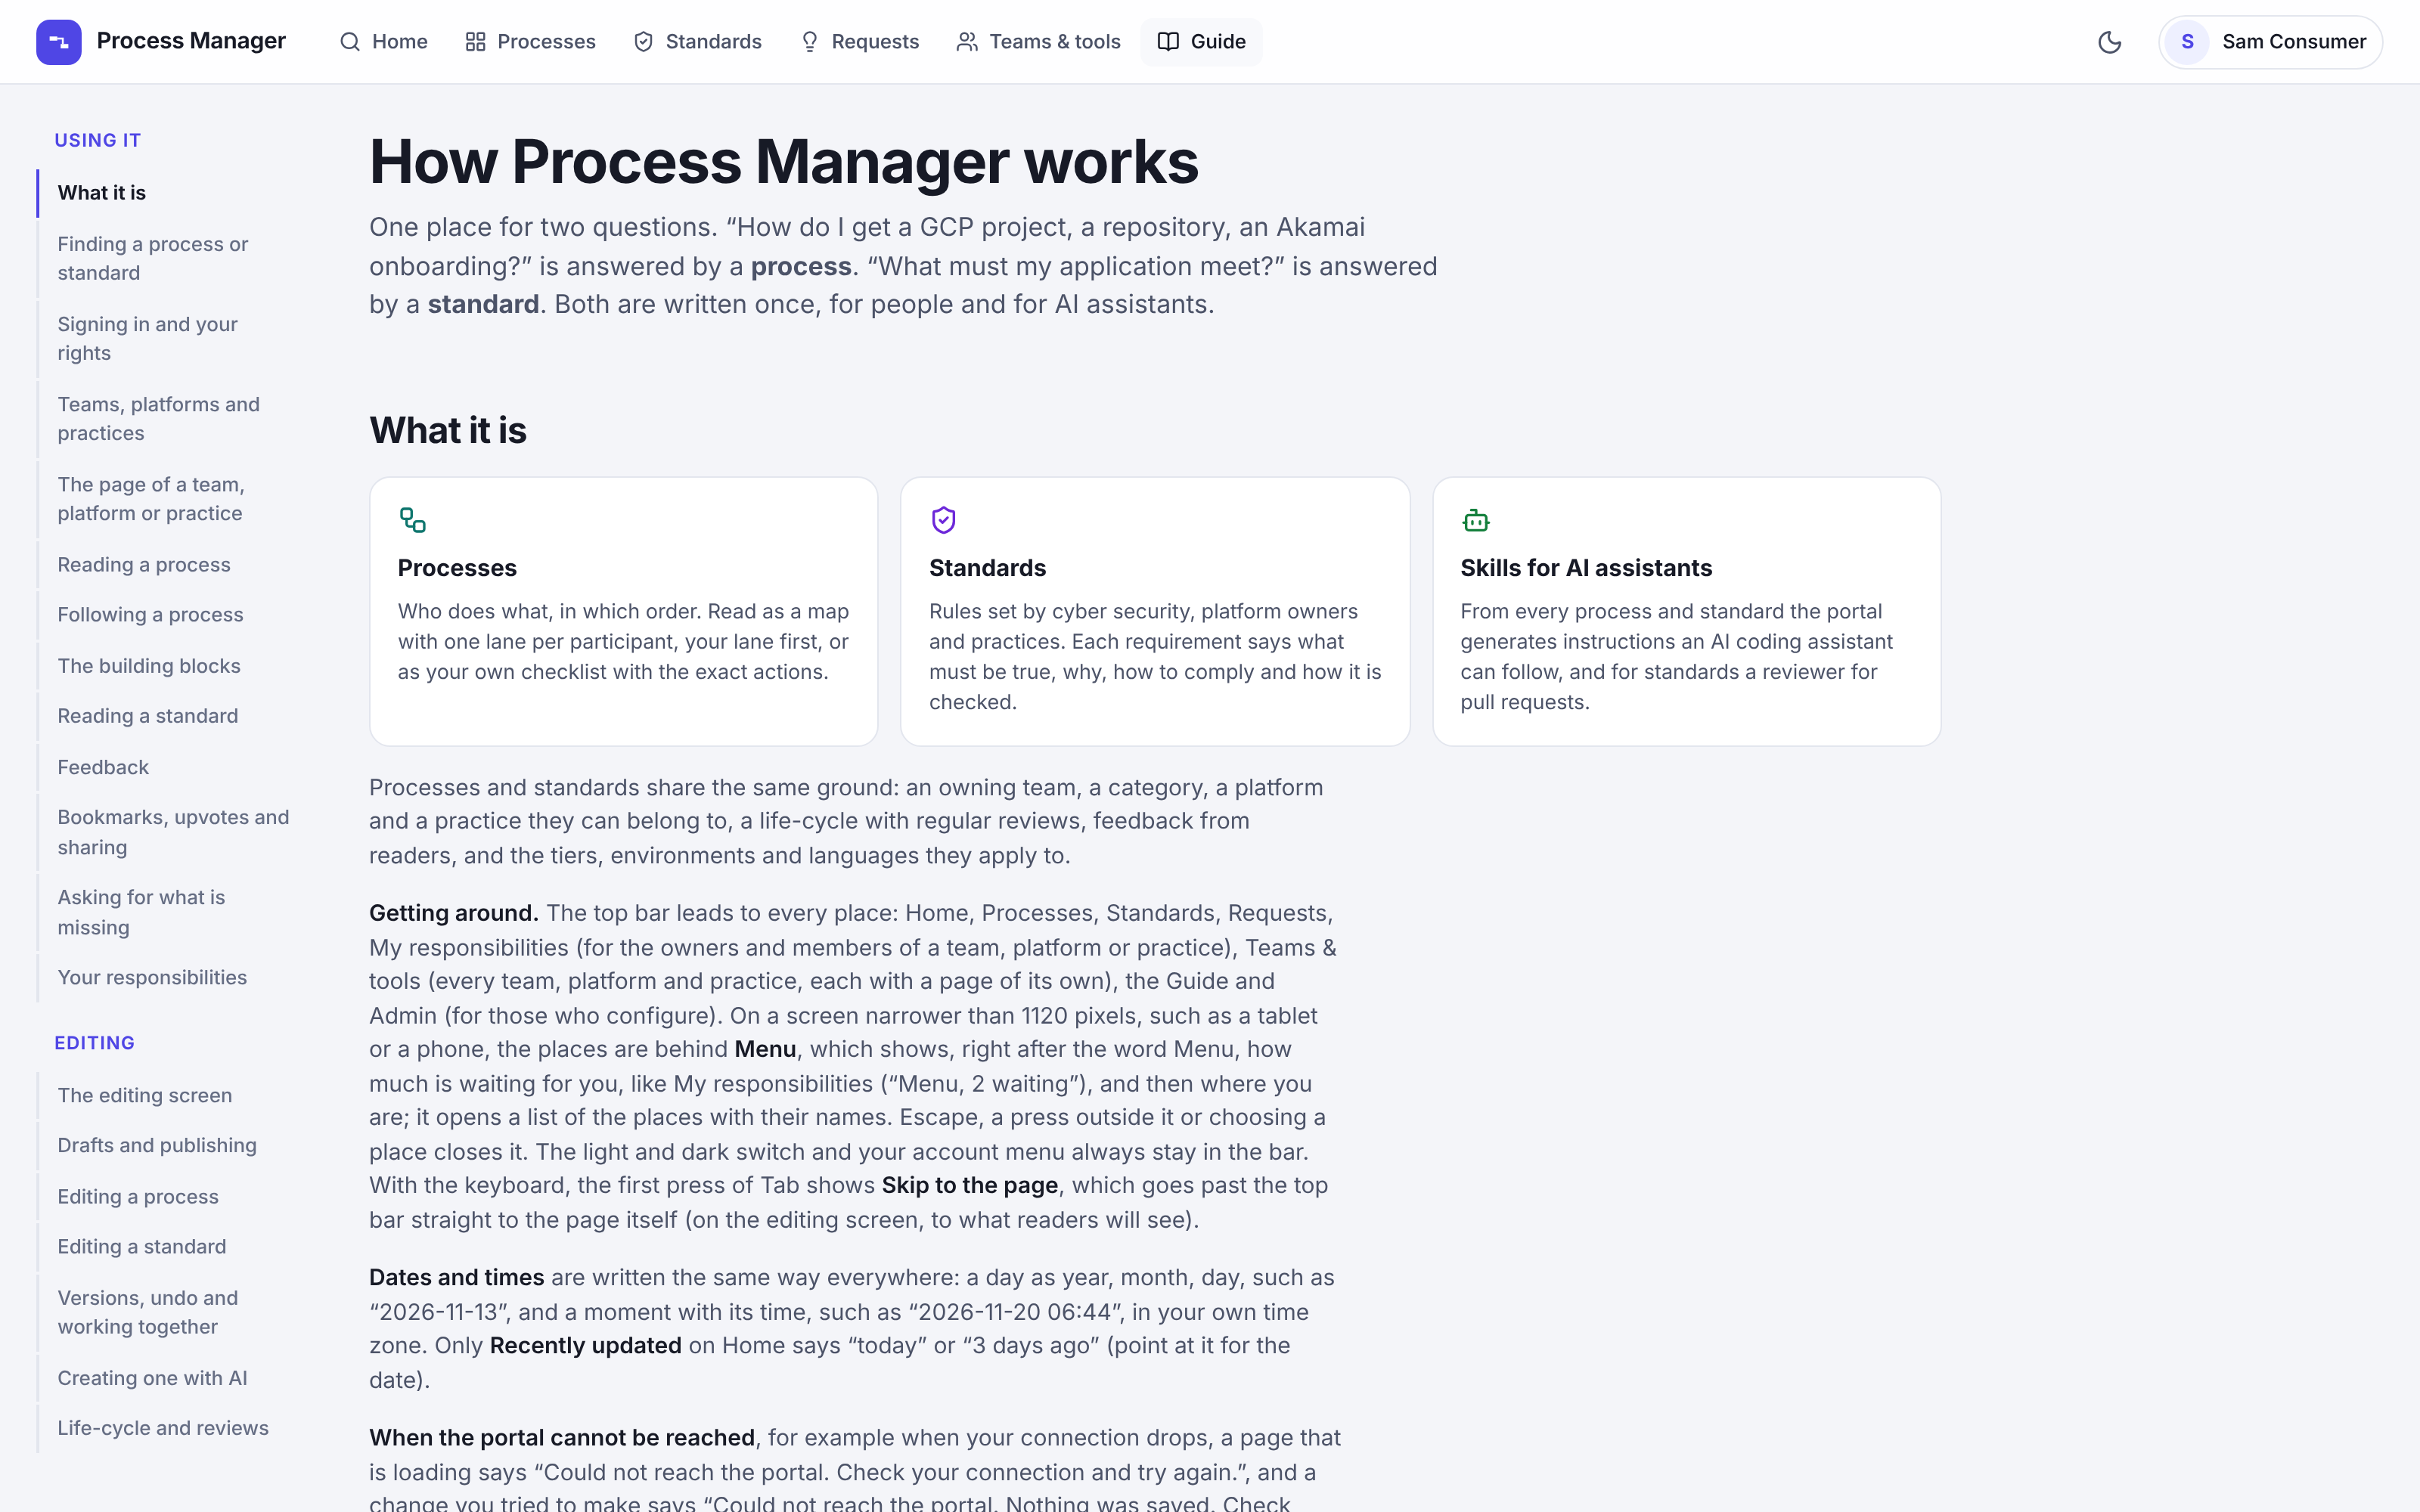 Process Manager
Home
Processes
Standards
Requests
Teams & tools
Guide
S
Sam Consumer
USING IT
What it is
Finding a process or
standard
Signing in and your
rights
Teams, platforms and
practices
The page of a team,
platform or practice
Reading a process
Following a process
The building blocks
Reading a standard
Feedback
Bookmarks, upvotes and
sharing
Asking for what is
missing
Your responsibilities
EDITING
The editing screen
Drafts and publishing
Editing a process
Editing a standard
Versions, undo and
working together
Creating one with AI
Life-cycle and reviews
How Process Manager works
One place for two questions. “How do I get a GCP project, a repository, an Akamai
onboarding?” is answered by a process. “What must my application meet?” is answered
by a standard. Both are written once, for people and for AI assistants.
What it is
Processes
Who does what, in which order. Read as a map
with one lane per participant, your lane first, or
as your own checklist with the exact actions.
Standards
Rules set by cyber security, platform owners
and practices. Each requirement says what
must be true, why, how to comply and how it is
checked.
Skills for AI assistants
From every process and standard the portal
generates instructions an AI coding assistant
can follow, and for standards a reviewer for
pull requests.
Processes and standards share the same ground: an owning team, a category, a platform
and a practice they can belong to, a life-cycle with regular reviews, feedback from
readers, and the tiers, environments and languages they apply to.
Getting around. The top bar leads to every place: Home, Processes, Standards, Requests,
My responsibilities (for the owners and members of a team, platform or practice), Teams &
tools (every team, platform and practice, each with a page of its own), the Guide and
Admin (for those who configure). On a screen narrower than 1120 pixels, such as a tablet
or a phone, the places are behind Menu, which shows, right after the word Menu, how
much is waiting for you, like My responsibilities (“Menu, 2 waiting”), and then where you
are; it opens a list of the places with their names. Escape, a press outside it or choosing a
place closes it. The light and dark switch and your account menu always stay in the bar.
With the keyboard, the first press of Tab shows Skip to the page, which goes past the top
bar straight to the page itself (on the editing screen, to what readers will see).
Dates and times are written the same way everywhere: a day as year, month, day, such as
“2026-11-13”, and a moment with its time, such as “2026-11-20 06:44”, in your own time
zone. Only Recently updated on Home says “today” or “3 days ago” (point at it for the
date).
When the portal cannot be reached, for example when your connection drops, a page that
is loading says “Could not reach the portal. Check your connection and try again.”, and a
change you tried to make says “Could not reach the portal. Nothing was saved. Check